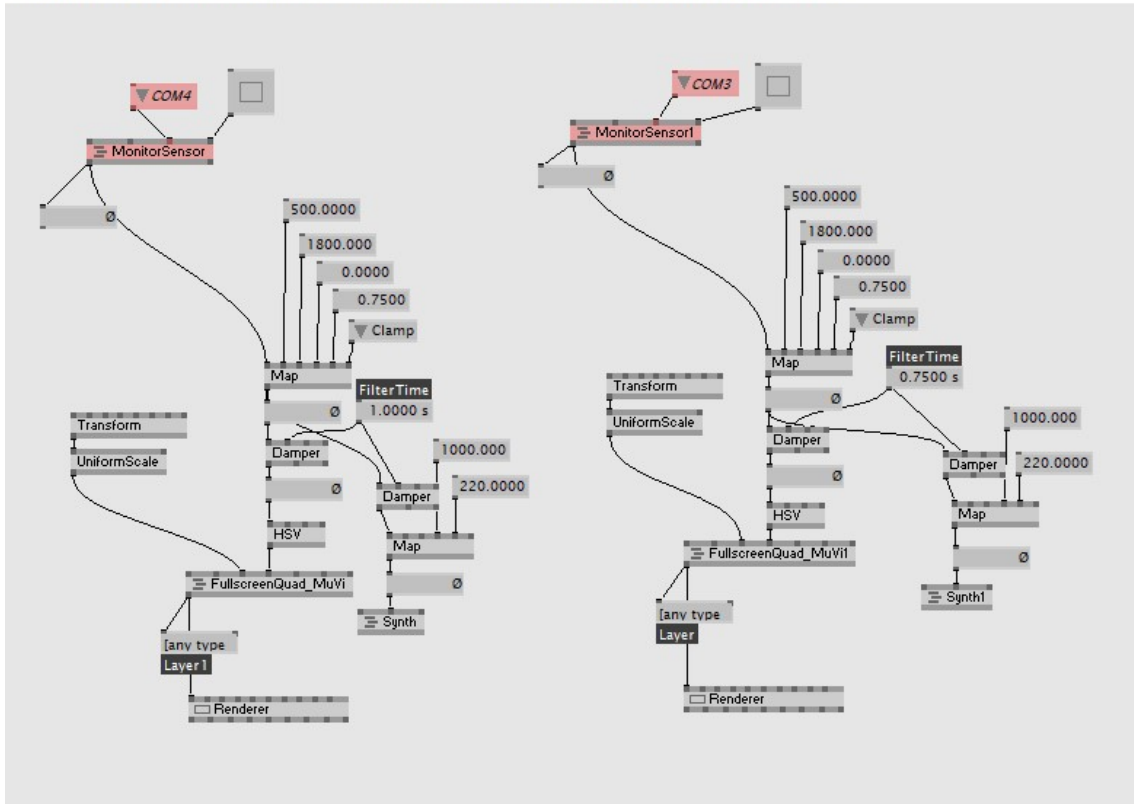 COM4
MonitorSensor
Ø
500.0000
1800.000
0.0000
0.7500
Clamp
Map
FilterTime
Ø
1.0000 s
Transform
Damper
1000.000
UniformScale
Ø
Damper
220.0000
HSV
Map
FullscreenQuad_MuVi
Ø
Synth
[any type
Layer1
Renderer
COM3
MonitorSensor1
Ø
500.0000
1800.000
0.0000
0.7500
Clamp
Map
FilterTime
0.7500 s
Transform
Ø
1000.000
UniformScale
Damper
Damper
220.0000
Ø
HSV
Map
FullscreenQuad_MuVi1
Ø
Synth1
[any type
Layer
Renderer